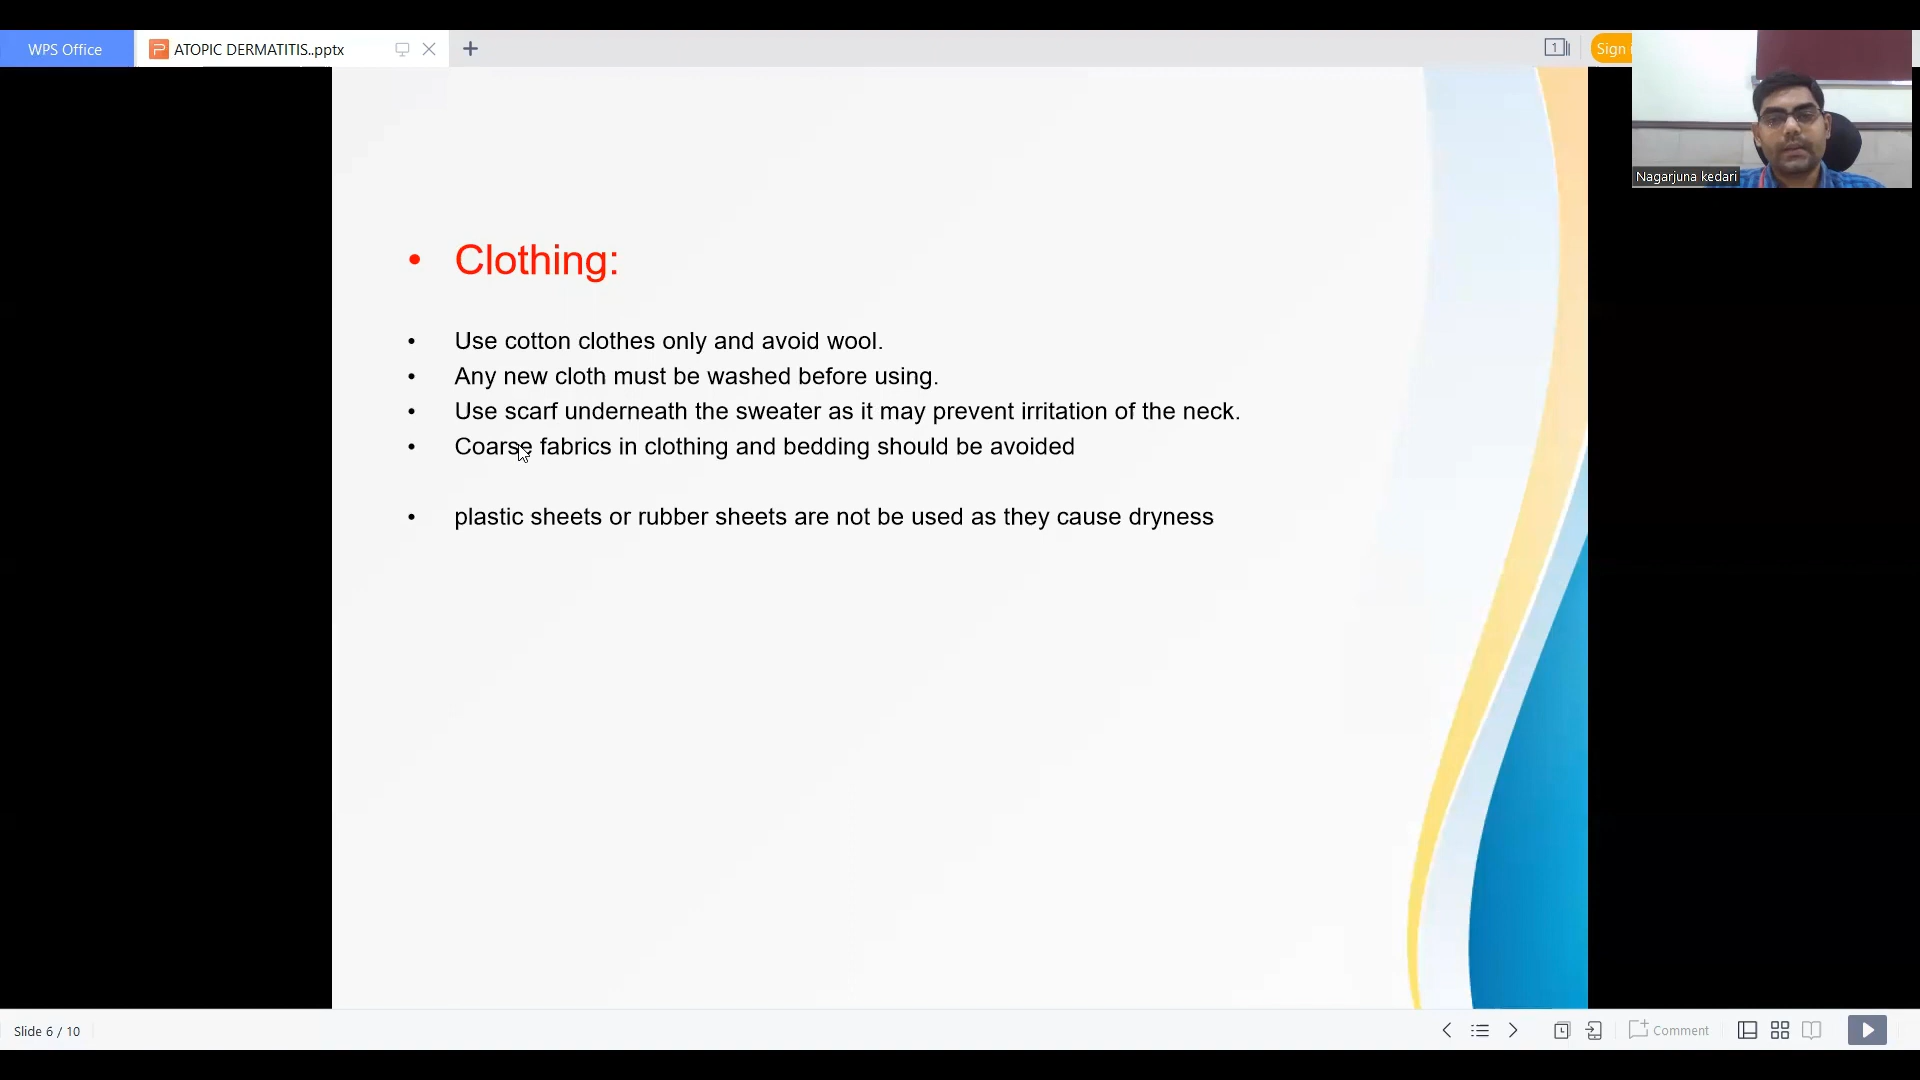 WPS Office
ATOPIC DERMATITIS..pptx
1
Sign
Nagarjuna kedari
• Clothing:
• Use cotton clothes only and avoid wool.
• Any new cloth must be washed before using.
• Use scarf underneath the sweater as it may prevent irritation of the neck.
• Coarse fabrics in clothing and bedding should be avoided
• plastic sheets or rubber sheets are not be used as they cause dryness
Slide 6 / 10
Comment